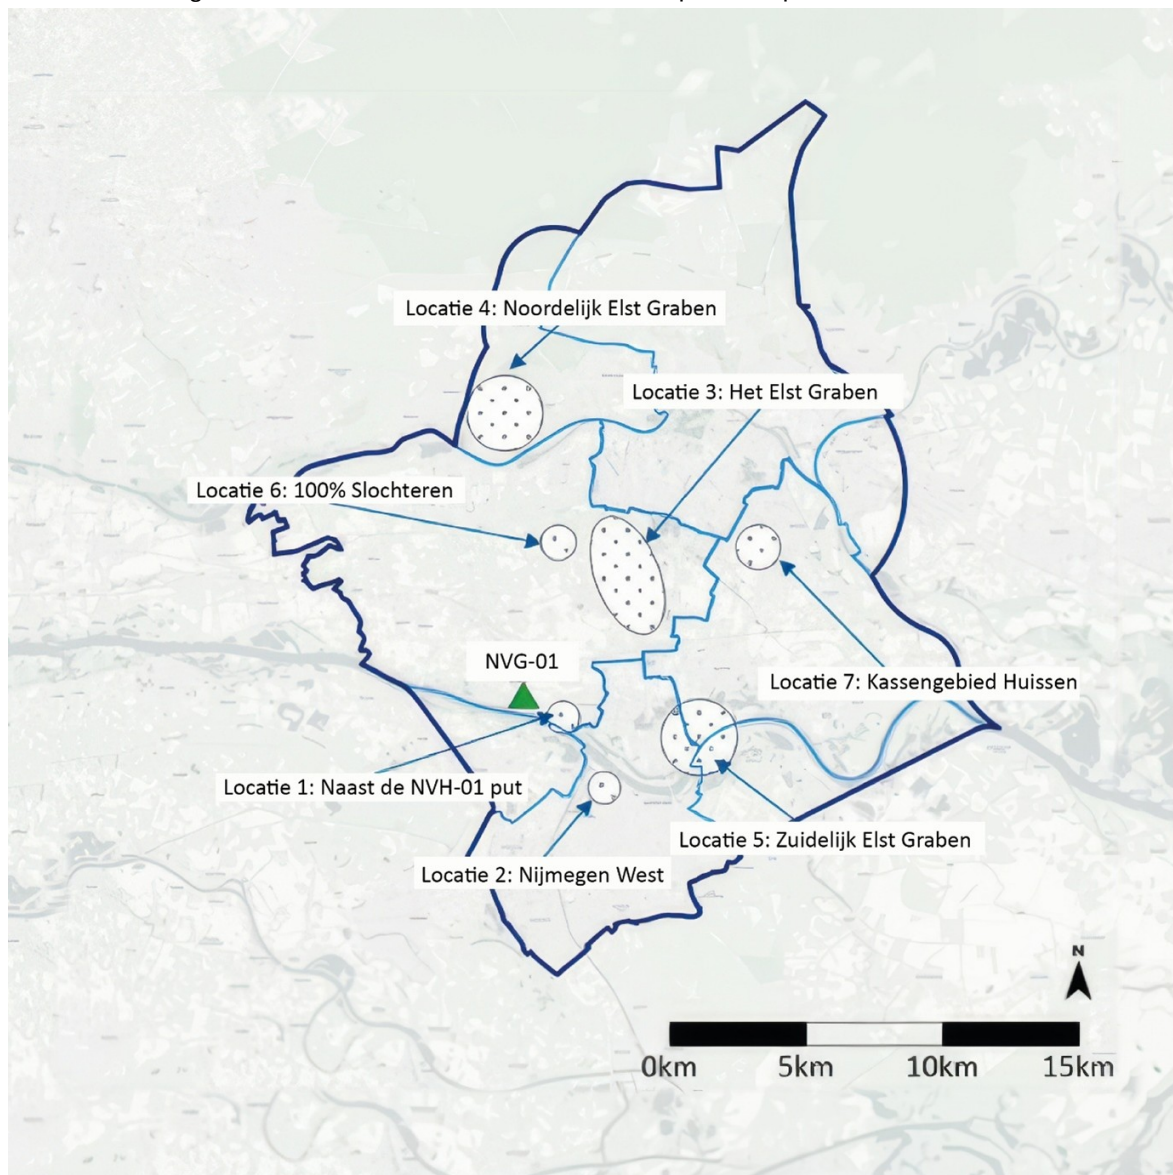 Locatie 4: Noordelijk Elst Graben
Locatie 3: Het Elst Graben
Locatie 6: 100% Slochteren
NVG-01
Locatie 7: Kassengebied Huissen
Locatie 1: Naast de NVH-01 put
Locatie 5: Zuidelijk Elst Graben
Locatie 2: Nijmegen West
N
0km 5km 10km 15km